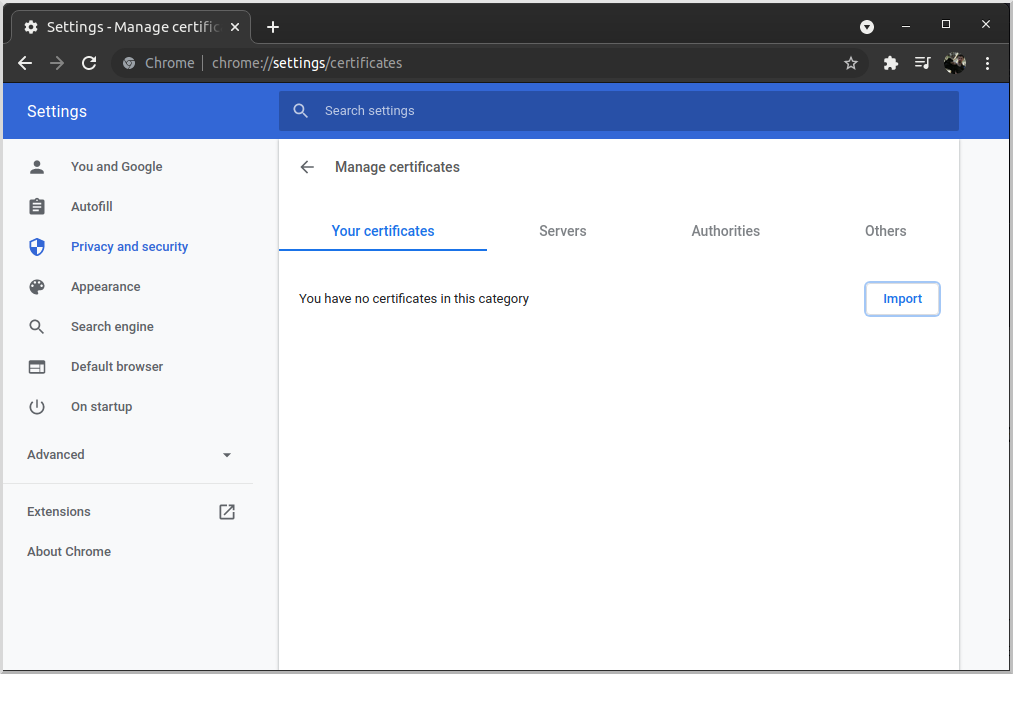 Settings - Manage certific
Chrome
chrome://settings/certificates
Settings
Search settings
You and Google
Autofill
Privacy and security
Appearance
Search engine
Default browser
On startup
Advanced
Extensions
About Chrome
Manage certificates
Your certificates
Servers
Authorities
Others
You have no certificates in this category
Import